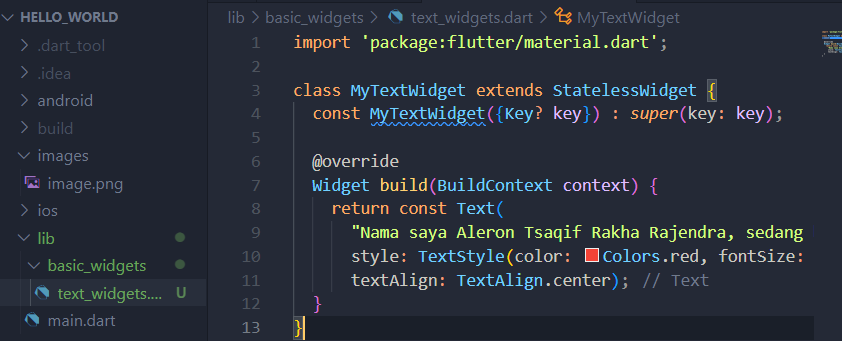 HELLO_WORLD
.dart_tool
.idea
android
build
images
image.png
ios
lib
basic_widgets
text_widgets.... U
main.dart
lib > basic_widgets > text_widgets.dart > MyTextWidget
1 import 'package:flutter/material.dart';
2
3 class MyTextWidget extends StatelessWidget {
4 const MyTextWidget({Key? key}) : super(key: key);
5
6 @override
7 Widget build(BuildContext context) {
8 return const Text(
9 "Nama saya Aleron Tsaqif Rakha Rajendra, sedang
10 style: TextStyle(color: Colors.red, fontSize:
11 textAlign: TextAlign.center); // Text
12 }
13 }